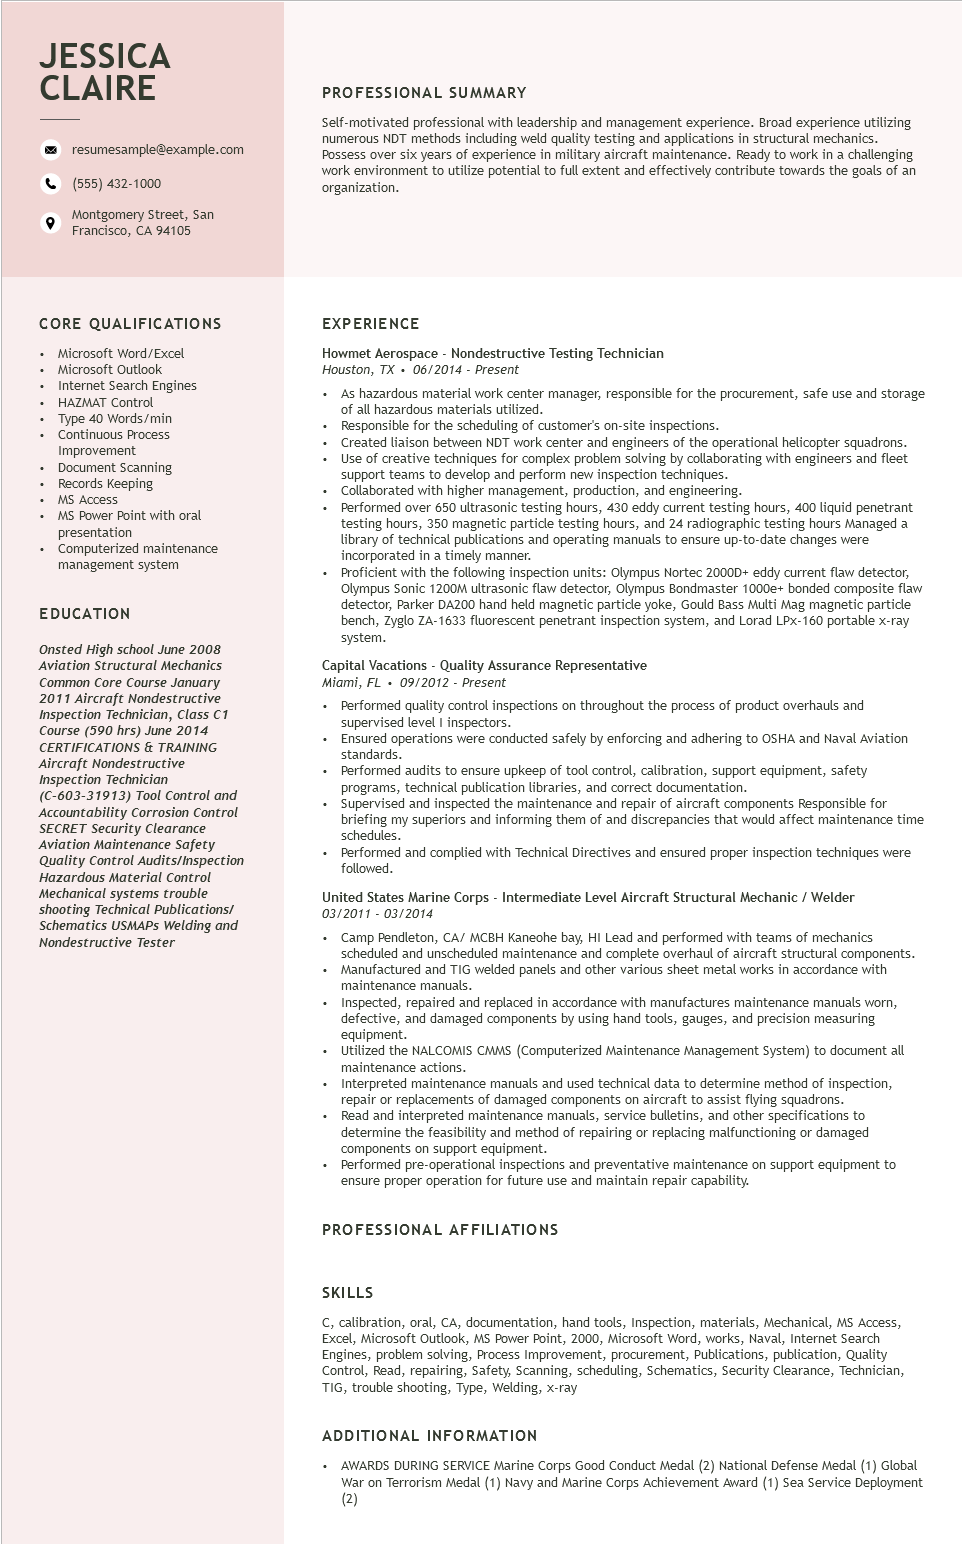 JESSICA
CLAIRE
resumesample@example.com
(555) 432-1000
Montgomery Street, San
Francisco, CA 94105
PROFESSIONAL SUMMARY
Self-motivated professional with leadership and management experience. Broad experience utilizing
numerous NDT methods including weld quality testing and applications in structural mechanics.
Possess over six years of experience in military aircraft maintenance. Ready to work in a challenging
work environment to utilize potential to full extent and effectively contribute towards the goals of an
organization.
CORE QUALIFICATIONS
• Microsoft Word/Excel
• Microsoft Outlook
• Internet Search Engines
• HAZMAT Control
• Type 40 Words/min
• Continuous Process
Improvement
• Document Scanning
• Records Keeping
• MS Access
• MS Power Point with oral
presentation
• Computerized maintenance
management system
EDUCATION
Onsted High school June 2008
Aviation Structural Mechanics
Common Core Course January
2011 Aircraft Nondestructive
Inspection Technician, Class C1
Course (590 hrs) June 2014
CERTIFICATIONS & TRAINING
Aircraft Nondestructive
Inspection Technician
(C-603-31913) Tool Control and
Accountability Corrosion Control
SECRET Security Clearance
Aviation Maintenance Safety
Quality Control Audits/Inspection
Hazardous Material Control
Mechanical systems trouble
shooting Technical Publications/
Schematics USMAPs Welding and
Nondestructive Tester
EXPERIENCE
Howmet Aerospace - Nondestructive Testing Technician
Houston, TX • 06/2014 - Present
• As hazardous material work center manager, responsible for the procurement, safe use and storage
of all hazardous materials utilized.
• Responsible for the scheduling of customer's on-site inspections.
• Created liaison between NDT work center and engineers of the operational helicopter squadrons.
• Use of creative techniques for complex problem solving by collaborating with engineers and fleet
support teams to develop and perform new inspection techniques.
• Collaborated with higher management, production, and engineering.
• Performed over 650 ultrasonic testing hours, 430 eddy current testing hours, 400 liquid penetrant
testing hours, 350 magnetic particle testing hours, and 24 radiographic testing hours Managed a
library of technical publications and operating manuals to ensure up-to-date changes were
incorporated in a timely manner.
• Proficient with the following inspection units: Olympus Nortec 2000D+ eddy current flaw detector,
Olympus Sonic 1200M ultrasonic flaw detector, Olympus Bondmaster 1000e+ bonded composite flaw
detector, Parker DA200 hand held magnetic particle yoke, Gould Bass Multi Mag magnetic particle
bench, Zyglo ZA-1633 fluorescent penetrant inspection system, and Lorad LPx-160 portable x-ray
system.
Capital Vacations - Quality Assurance Representative
Miami, FL • 09/2012 - Present
• Performed quality control inspections on throughout the process of product overhauls and
supervised level I inspectors.
• Ensured operations were conducted safely by enforcing and adhering to OSHA and Naval Aviation
standards.
• Performed audits to ensure upkeep of tool control, calibration, support equipment, safety
programs, technical publication libraries, and correct documentation.
• Supervised and inspected the maintenance and repair of aircraft components Responsible for
briefing my superiors and informing them of and discrepancies that would affect maintenance time
schedules.
• Performed and complied with Technical Directives and ensured proper inspection techniques were
followed.
United States Marine Corps - Intermediate Level Aircraft Structural Mechanic / Welder
03/2011 - 03/2014
• Camp Pendleton, CA/ MCBH Kaneohe bay, HI Lead and performed with teams of mechanics
scheduled and unscheduled maintenance and complete overhaul of aircraft structural components.
• Manufactured and TIG welded panels and other various sheet metal works in accordance with
maintenance manuals.
• Inspected, repaired and replaced in accordance with manufactures maintenance manuals worn,
defective, and damaged components by using hand tools, gauges, and precision measuring
equipment.
• Utilized the NALCOMIS CMMS (Computerized Maintenance Management System) to document all
maintenance actions.
• Interpreted maintenance manuals and used technical data to determine method of inspection,
repair or replacements of damaged components on aircraft to assist flying squadrons.
• Read and interpreted maintenance manuals, service bulletins, and other specifications to
determine the feasibility and method of repairing or replacing malfunctioning or damaged
components on support equipment.
• Performed pre-operational inspections and preventative maintenance on support equipment to
ensure proper operation for future use and maintain repair capability.
PROFESSIONAL AFFILIATIONS
SKILLS
C, calibration, oral, CA, documentation, hand tools, Inspection, materials, Mechanical, MS Access,
Excel, Microsoft Outlook, MS Power Point, 2000, Microsoft Word, works, Naval, Internet Search
Engines, problem solving, Process Improvement, procurement, Publications, publication, Quality
Control, Read, repairing, Safety, Scanning, scheduling, Schematics, Security Clearance, Technician,
TIG, trouble shooting, Type, Welding, x-ray
ADDITIONAL INFORMATION
• AWARDS DURING SERVICE Marine Corps Good Conduct Medal (2) National Defense Medal (1) Global
War on Terrorism Medal (1) Navy and Marine Corps Achievement Award (1) Sea Service Deployment
(2)